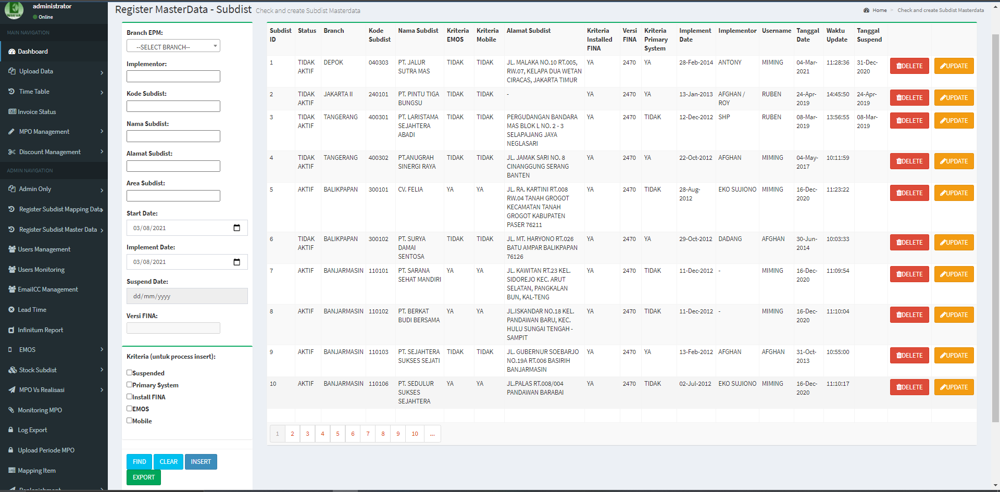 administrator
Online
MAIN NAVIGATION
Dashboard
Upload Data
Time Table
Invoice Status
MPO Management
Discount Management
ADMIN NAVIGATION
Admin Only
Register Subdist Mapping Data
Register Subdist Master Data
Users Management
Users Monitoring
EmailCC Management
Lead Time
Infinitum Report
EMOS
Stock Subdist
MPO Vs Realisasi
Monitoring MPO
Log Export
Upload Periode MPO
Mapping Item
Register MasterData - Subdist Check and create Subdist Masterdata
Home > Check and create Subdist Masterdata
Branch EPM:
--SELECT BRANCH--
Implementor:
Kode Subdist:
Nama Subdist:
Alamat Subdist:
Area Subdist:
Start Date:
03/08/2021
Implement Date:
03/08/2021
Suspend Date:
dd/mm/yyyy
Versi FINA:
Kriteria (untuk process insert):
Suspended
Primary System
Install FINA
EMOS
Mobile
FIND CLEAR INSERT
EXPORT
Subdist Status Branch Kode Nama Subdist Kriteria Kriteria Alamat Subdist Kriteria Versi Kriteria Implement Implementor Username Tanggal Waktu Tanggal
ID Subdist EMOS Mobile Installed FINA Primary Date Date Update Suspend
FINA System
1 TIDAK DEPOK 040303 PT. JALUR TIDAK TIDAK JL. MALAKA NO.10 RT.005, YA 2470 YA 28-Feb-2014 ANTONY MIMING 04-Mar- 11:28:36 31-Dec- DELETE UPDATE
AKTIF SUTRA MAS RW.07, KELAPA DUA WETAN 2021 2020
CIRACAS, JAKARTA TIMUR
2 TIDAK JAKARTA II 240101 PT. PINTU TIGA TIDAK TIDAK - YA 2470 YA 13-Jan-2013 AFGHAN / RUBEN 24-Apr- 14:45:50 24-Apr- DELETE UPDATE
AKTIF BUNGSU ROY 2019 2019
3 TIDAK TANGERANG 400301 PT. LARISTAMA TIDAK TIDAK PERGUDANGAN BANDARA YA 2470 TIDAK 12-Dec-2012 SHP RUBEN 08-Mar- 13:56:55 08-Mar- DELETE UPDATE
AKTIF SEJAHTERA MAS BLOK L NO. 2 - 3 2019 2019
ABADI SELAPAJANG JAYA
NEGLASARI
4 TIDAK TANGERANG 400302 PT.ANUGRAH TIDAK TIDAK JL. JAMAK SARI NO. 8 YA 2470 YA 22-Oct-2012 AFGHAN MIMING 04-May- 10:11:59 DELETE UPDATE
AKTIF SINERGI RAYA CINANGGUNG SERANG 2017
BANTEN
5 AKTIF BALIKPAPAN 300101 CV. FELIA YA YA JL. RA. KARTINI RT.008 YA 2470 TIDAK 28-Aug- EKO SUJIONO MIMING 16-Dec- 11:23:22 DELETE UPDATE
RW.04 TANAH GROGOT 2012 2020
KECAMATAN TANAH
GROGOT KABUPATEN
PASER 76211
6 TIDAK BALIKPAPAN 300102 PT. SURYA TIDAK TIDAK JL. MT. HARYONO RT.026 YA 2470 YA 29-Oct-2012 DADANG AFGHAN 30-Jun- 10:03:33 DELETE UPDATE
AKTIF DAMAI BATU AMPAR BALIKPAPAN 2014
SENTOSA 76126
7 AKTIF BANJARMASIN 110101 PT. SARANA YA YA JL. KAWITAN RT.23 KEL. YA 2470 TIDAK 11-Dec-2012 - MIMING 16-Dec- 11:09:54 DELETE UPDATE
SEHAT MANDIRI SIDOREJO KEC. ARUT 2020
SELATAN, PANGKALAN
BUN, KAL-TENG
8 AKTIF BANJARMASIN 110102 PT. BERKAT YA YA JL.ISKANDAR NO.18 KEL. YA 2470 TIDAK 11-Dec-2012 - MIMING 16-Dec- 11:10:04 DELETE UPDATE
BUDI BERSAMA PANDAWAN BARU, KEC. 2020
HULU SUNGAI TENGAH -
SAMPIT
9 AKTIF BANJARMASIN 110103 PT. SEJAHTERA TIDAK TIDAK JL. GUBERNUR SOEBARJO YA 2470 YA 13-Feb-2012 AFGHAN AFGHAN 31-Oct- 10:55:00 DELETE UPDATE
SUKSES SEJATI NO.19A RT.006 BASIRIH 2013
BANJARMASIN
10 AKTIF BANJARMASIN 110106 PT. SEDULUR YA YA JL.PALAS RT.008/004 YA 2470 TIDAK 02-Jul-2012 EKO SUJIONO MIMING 16-Dec- 11:10:17 DELETE UPDATE
SUKSES PANDAWAN BARABAI 2020
SEJAHTERA
1 2 3 4 5 6 7 8 9 10 ...